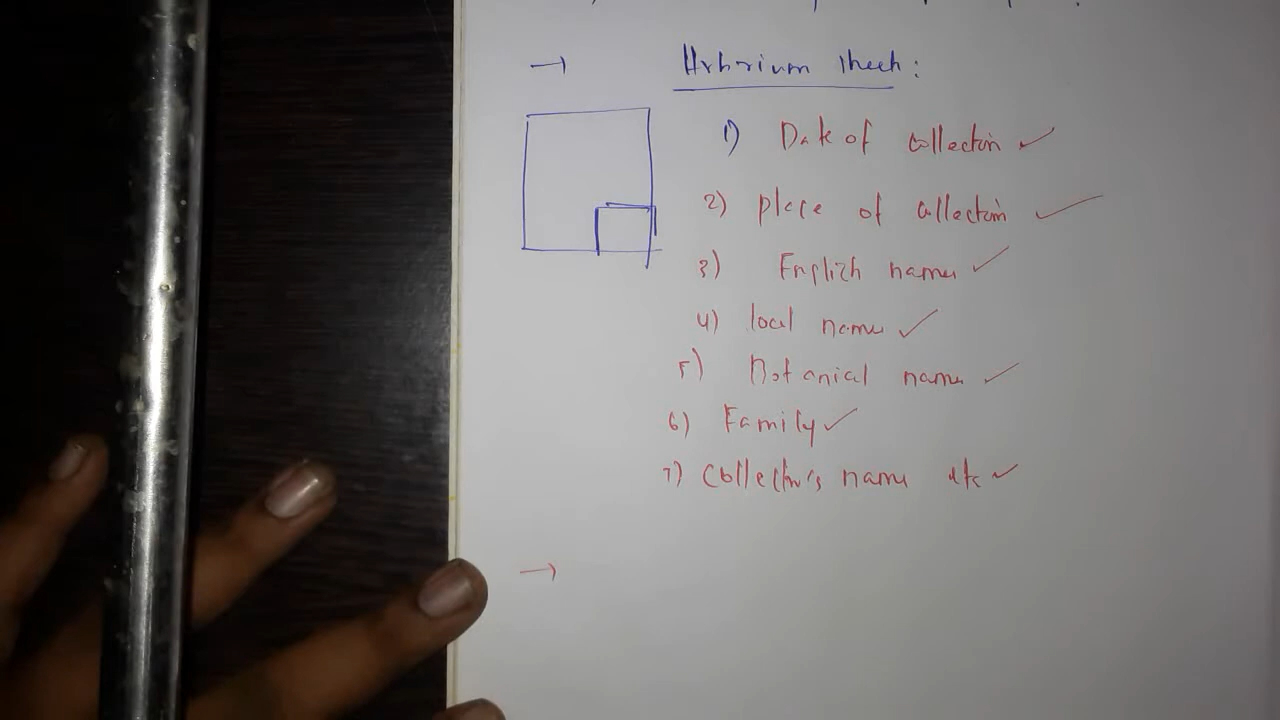 → Hrbrium sheet:
1) Date of collection ✓
2) place of collection ✓
3) English name ✓
4) local name ✓
5) Botanical name ✓
6) Family ✓
7) Collector's name etc ✓
→